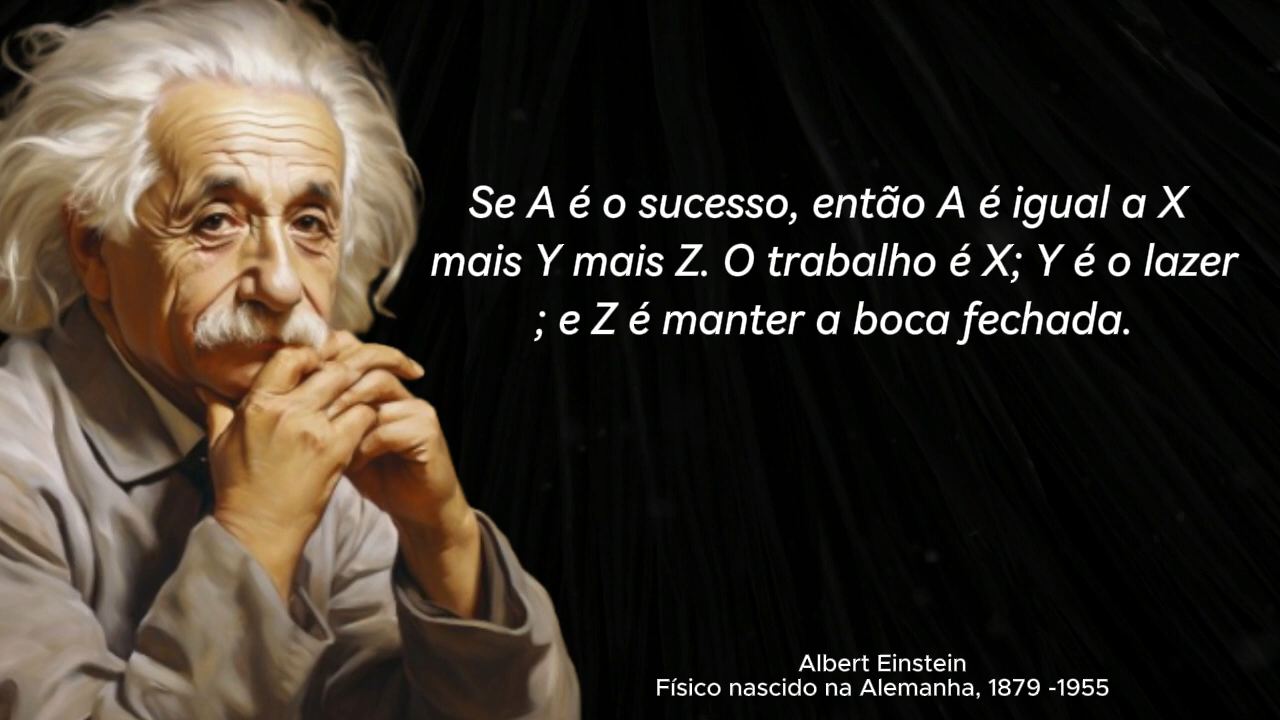 Se A é o sucesso, então A é igual a X
mais Y mais Z. O trabalho é X; Y é o lazer
; e Z é manter a boca fechada.
Albert Einstein
Físico nascido na Alemanha, 1879 -1955